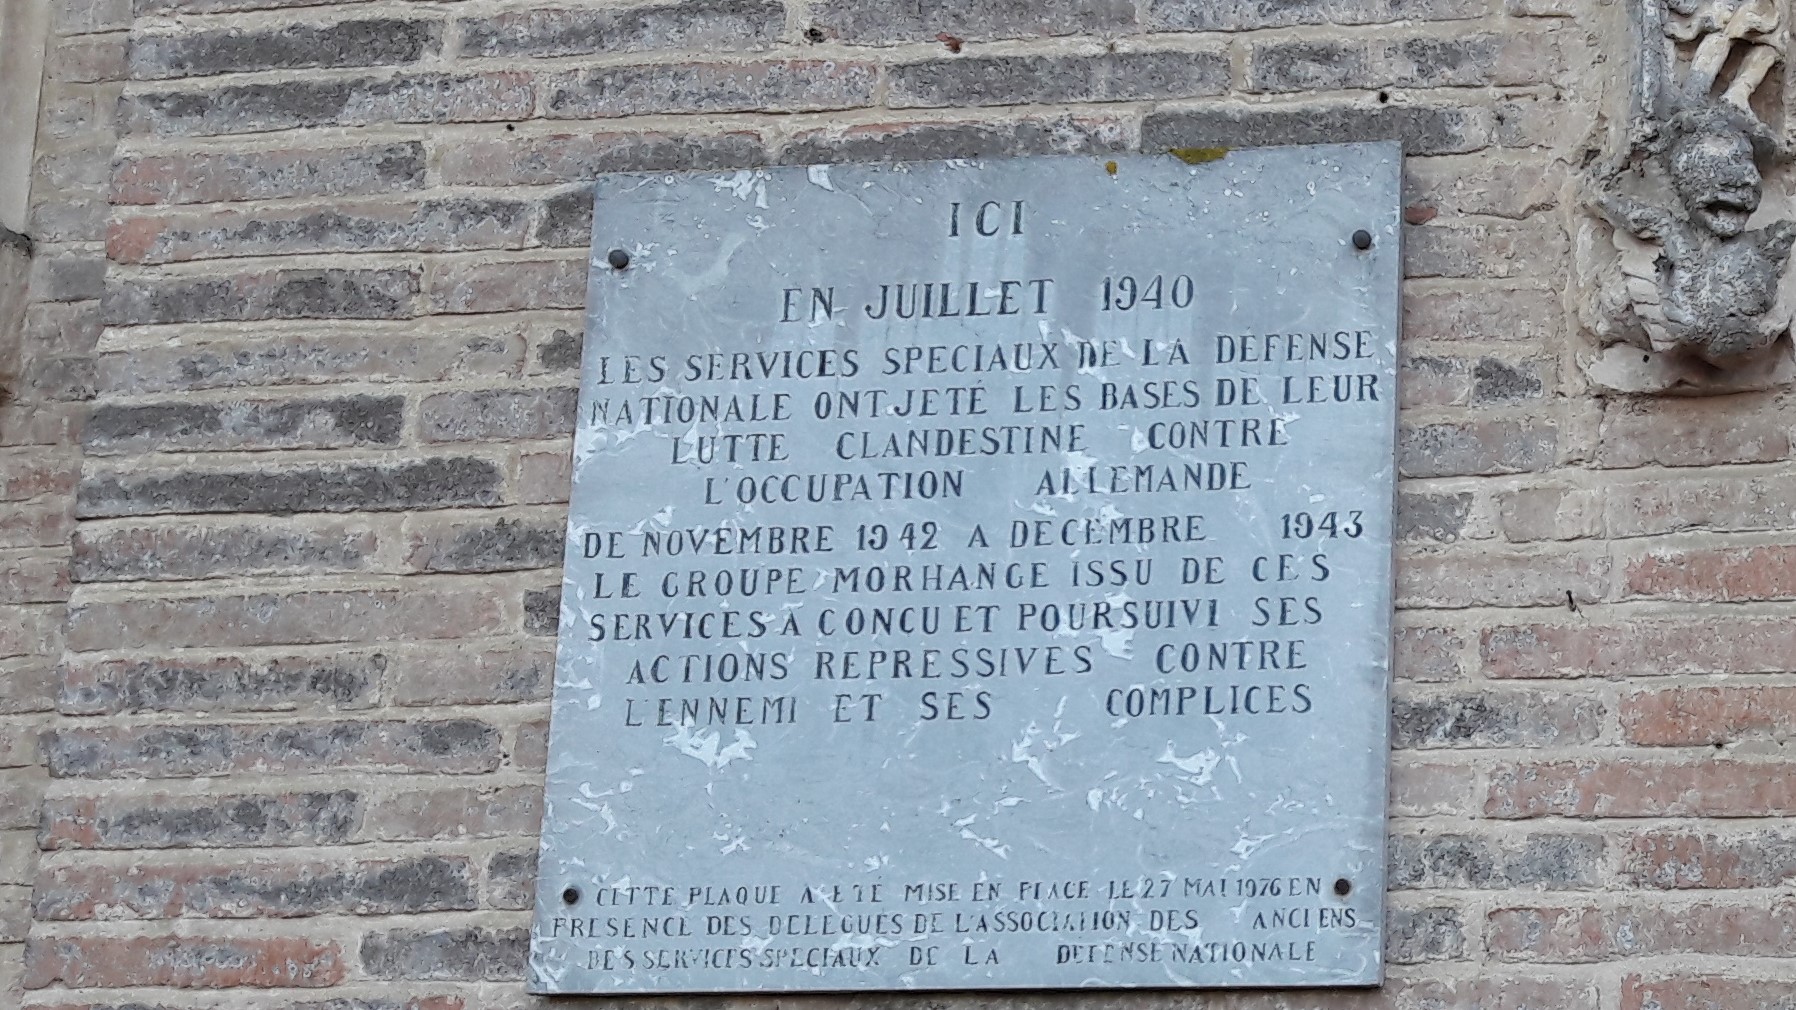 ICI
EN JUILLET 1940
LES SERVICES SPECIAUX DE LA DEFENSE
NATIONALE ONT JETÉ LES BASES DE LEUR
LUTTE CLANDESTINE CONTRE
L'OCCUPATION ALLEMANDE
DE NOVEMBRE 1942 A DECEMBRE 1943
LE GROUPE MORHANGE ISSU DE CES
SERVICES A CONCU ET POURSUIVI SES
ACTIONS REPRESSIVES CONTRE
L'ENNEMI ET SES COMPLICES
CETTE PLAQUE A ETÉ MISE EN PLACE LE 27 MAI 1976 EN
PRESENCE DES DELEGUES DE L'ASSOCIATION DES ANCIENS
DES SERVICES SPECIAUX DE LA DEFENSE NATIONALE